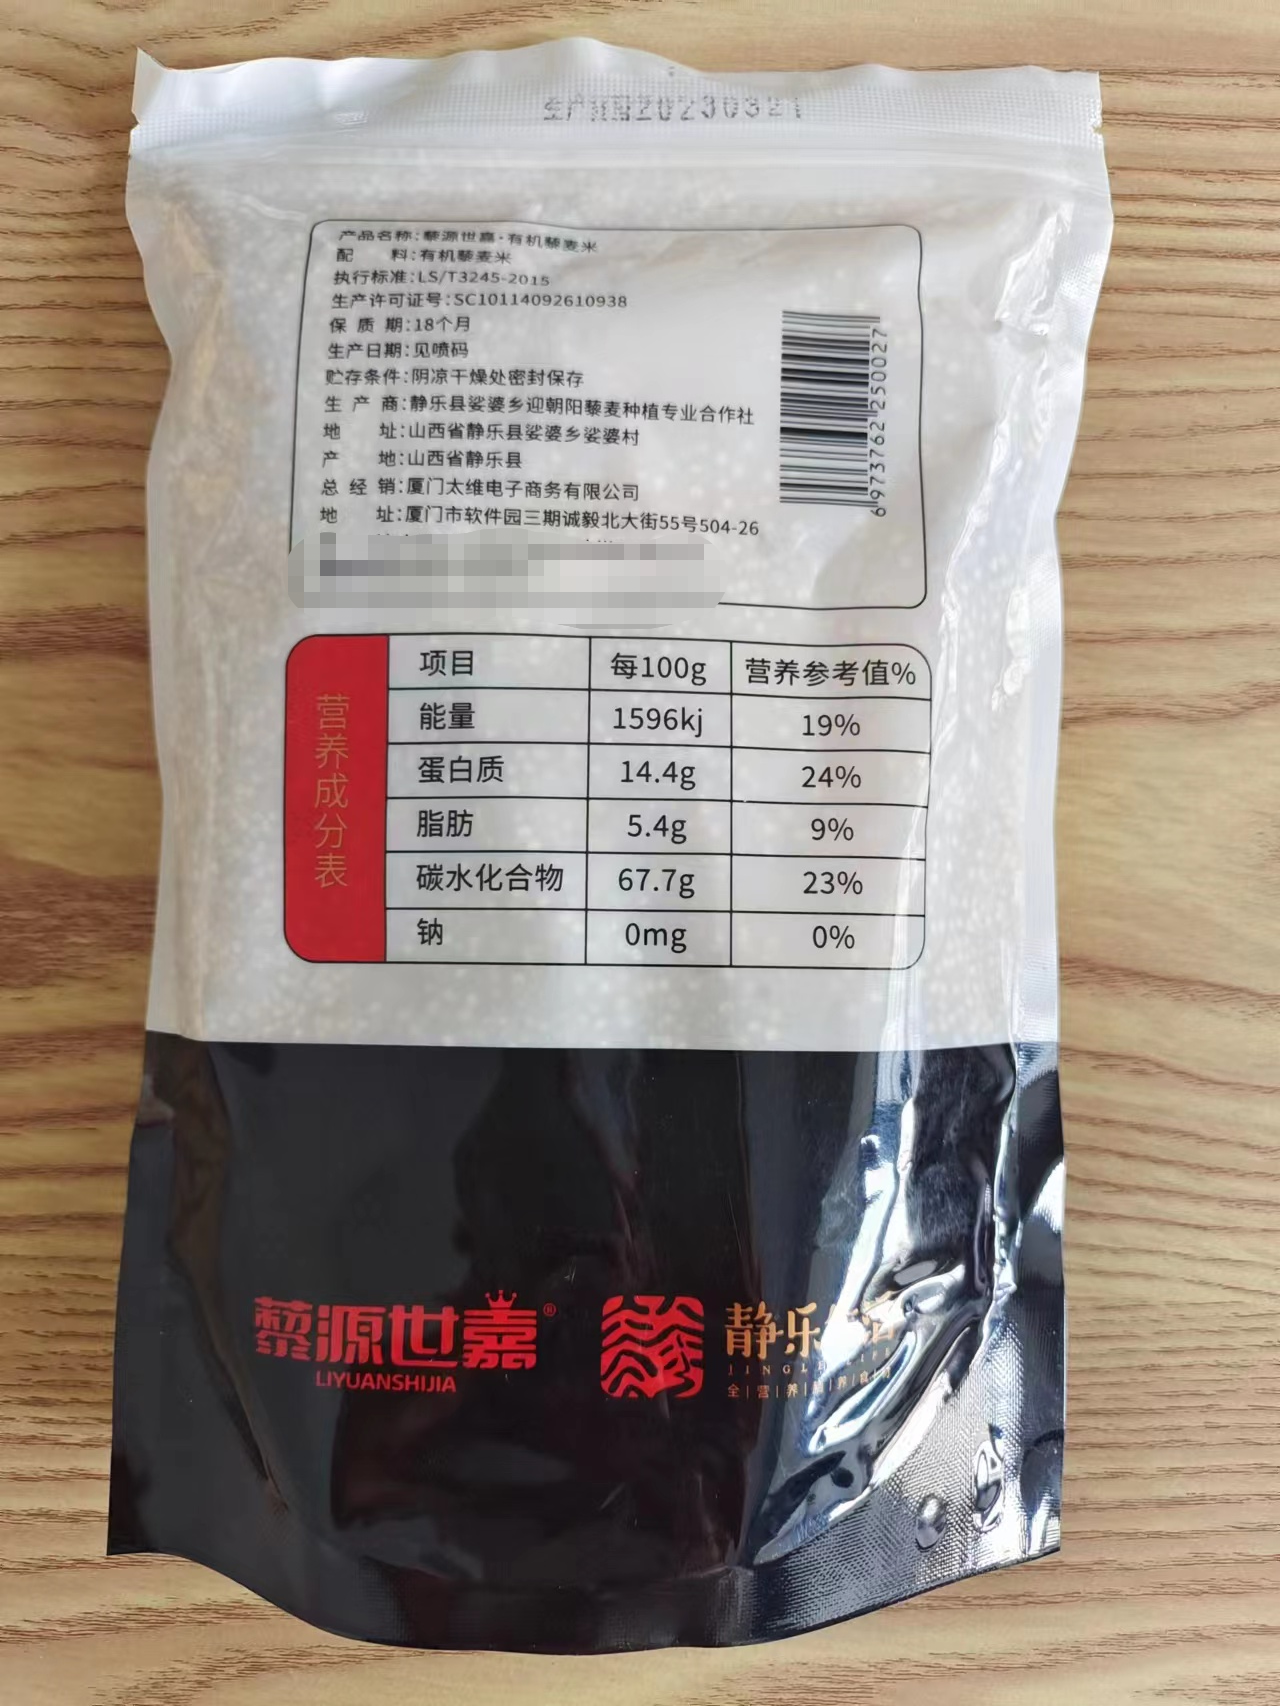 生产日期20230321
产品名称:藜源世嘉·有机藜麦米
配 料:有机藜麦米
执行标准:LS/T3245-2015
生产许可证号:SC10114092610938
保 质 期:18个月
生产日期:见喷码
贮存条件:阴凉干燥处密封保存
生 产 商:静乐县娑婆乡迎朝阳藜麦种植专业合作社
地 址:山西省静乐县娑婆乡娑婆村
产 地:山西省静乐县
总 经 销:厦门太维电子商务有限公司
地 址:厦门市软件园三期诚毅北大街55号504-26
6973762250027
营养成分表
项目 每100g 营养参考值%
能量 1596kj 19%
蛋白质 14.4g 24%
脂肪 5.4g 9%
碳水化合物 67.7g 23%
钠 0mg 0%
藜源世嘉®
LIYUANSHIJIA
静乐
全|营|养